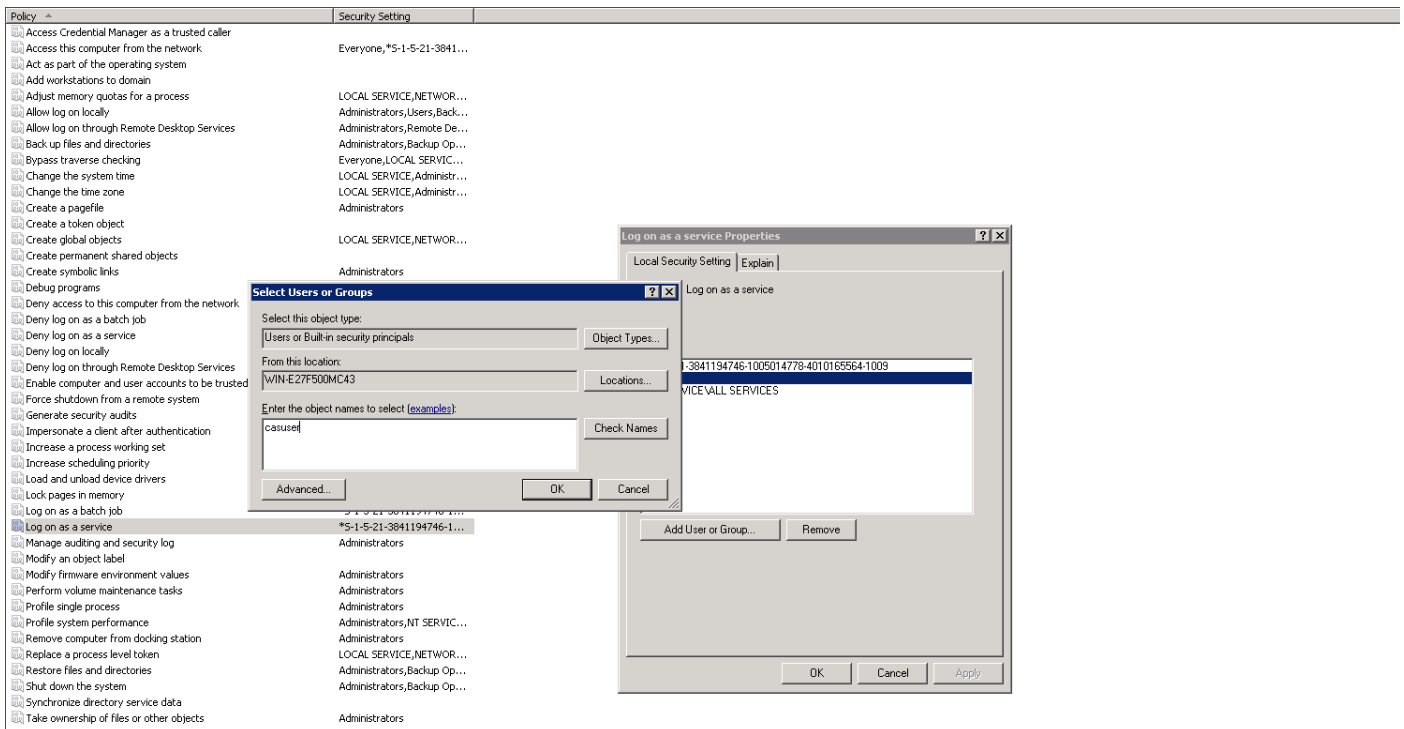 Policy Security Setting
Access Credential Manager as a trusted caller
Access this computer from the network Everyone,*S-1-5-21-3841...
Act as part of the operating system
Add workstations to domain
Adjust memory quotas for a process LOCAL SERVICE,NETWOR...
Allow log on locally Administrators,Users,Back...
Allow log on through Remote Desktop Services Administrators,Remote De...
Back up files and directories Administrators,Backup Op...
Bypass traverse checking Everyone,LOCAL SERVIC...
Change the system time LOCAL SERVICE,Administr...
Change the time zone LOCAL SERVICE,Administr...
Create a pagefile Administrators
Create a token object
Create global objects LOCAL SERVICE,NETWOR...
Create permanent shared objects
Create symbolic links Administrators
Debug programs
Deny access to this computer from the network
Deny log on as a batch job
Deny log on as a service
Deny log on locally
Deny log on through Remote Desktop Services
Enable computer and user accounts to be trusted
Force shutdown from a remote system
Generate security audits
Impersonate a client after authentication
Increase a process working set
Increase scheduling priority
Load and unload device drivers
Lock pages in memory
Log on as a batch job *S-1-5-21-3841194746-1...
Log on as a service *S-1-5-21-3841194746-1...
Manage auditing and security log Administrators
Modify an object label
Modify firmware environment values Administrators
Perform volume maintenance tasks Administrators
Profile single process Administrators
Profile system performance Administrators,NT SERVIC...
Remove computer from docking station Administrators
Replace a process level token LOCAL SERVICE,NETWOR...
Restore files and directories Administrators,Backup Op...
Shut down the system Administrators,Backup Op...
Synchronize directory service data
Take ownership of files or other objects Administrators
Select Users or Groups
Select this object type:
Users or Built-in security principals Object Types...
From this location:
WIN-E27F500MC43 Locations...
Enter the object names to select (examples):
casuser Check Names
Advanced... OK Cancel
Log on as a service Properties
Local Security Setting Explain
Log on as a service
1-3841194746-1005014778-4010165564-1009
VICE\ALL SERVICES
Add User or Group... Remove
OK Cancel Apply